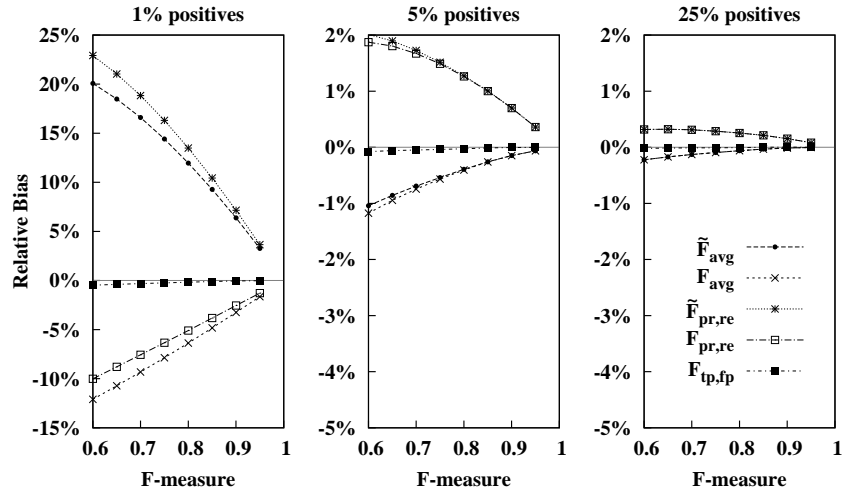 1% positives
5% positives
25% positives
Relative Bias
25%
20%
15%
10%
5%
0%
-5%
-10%
-15%
0.6 0.7 0.8 0.9 1
F-measure
2%
1%
0%
-1%
-2%
-3%
-4%
-5%
0.6 0.7 0.8 0.9 1
F-measure
2%
1%
0%
-1%
-2%
-3%
-4%
-5%
0.6 0.7 0.8 0.9 1
F-measure
F̃avg
Favg
F̃pr,re
Fpr,re
Ftp,fp